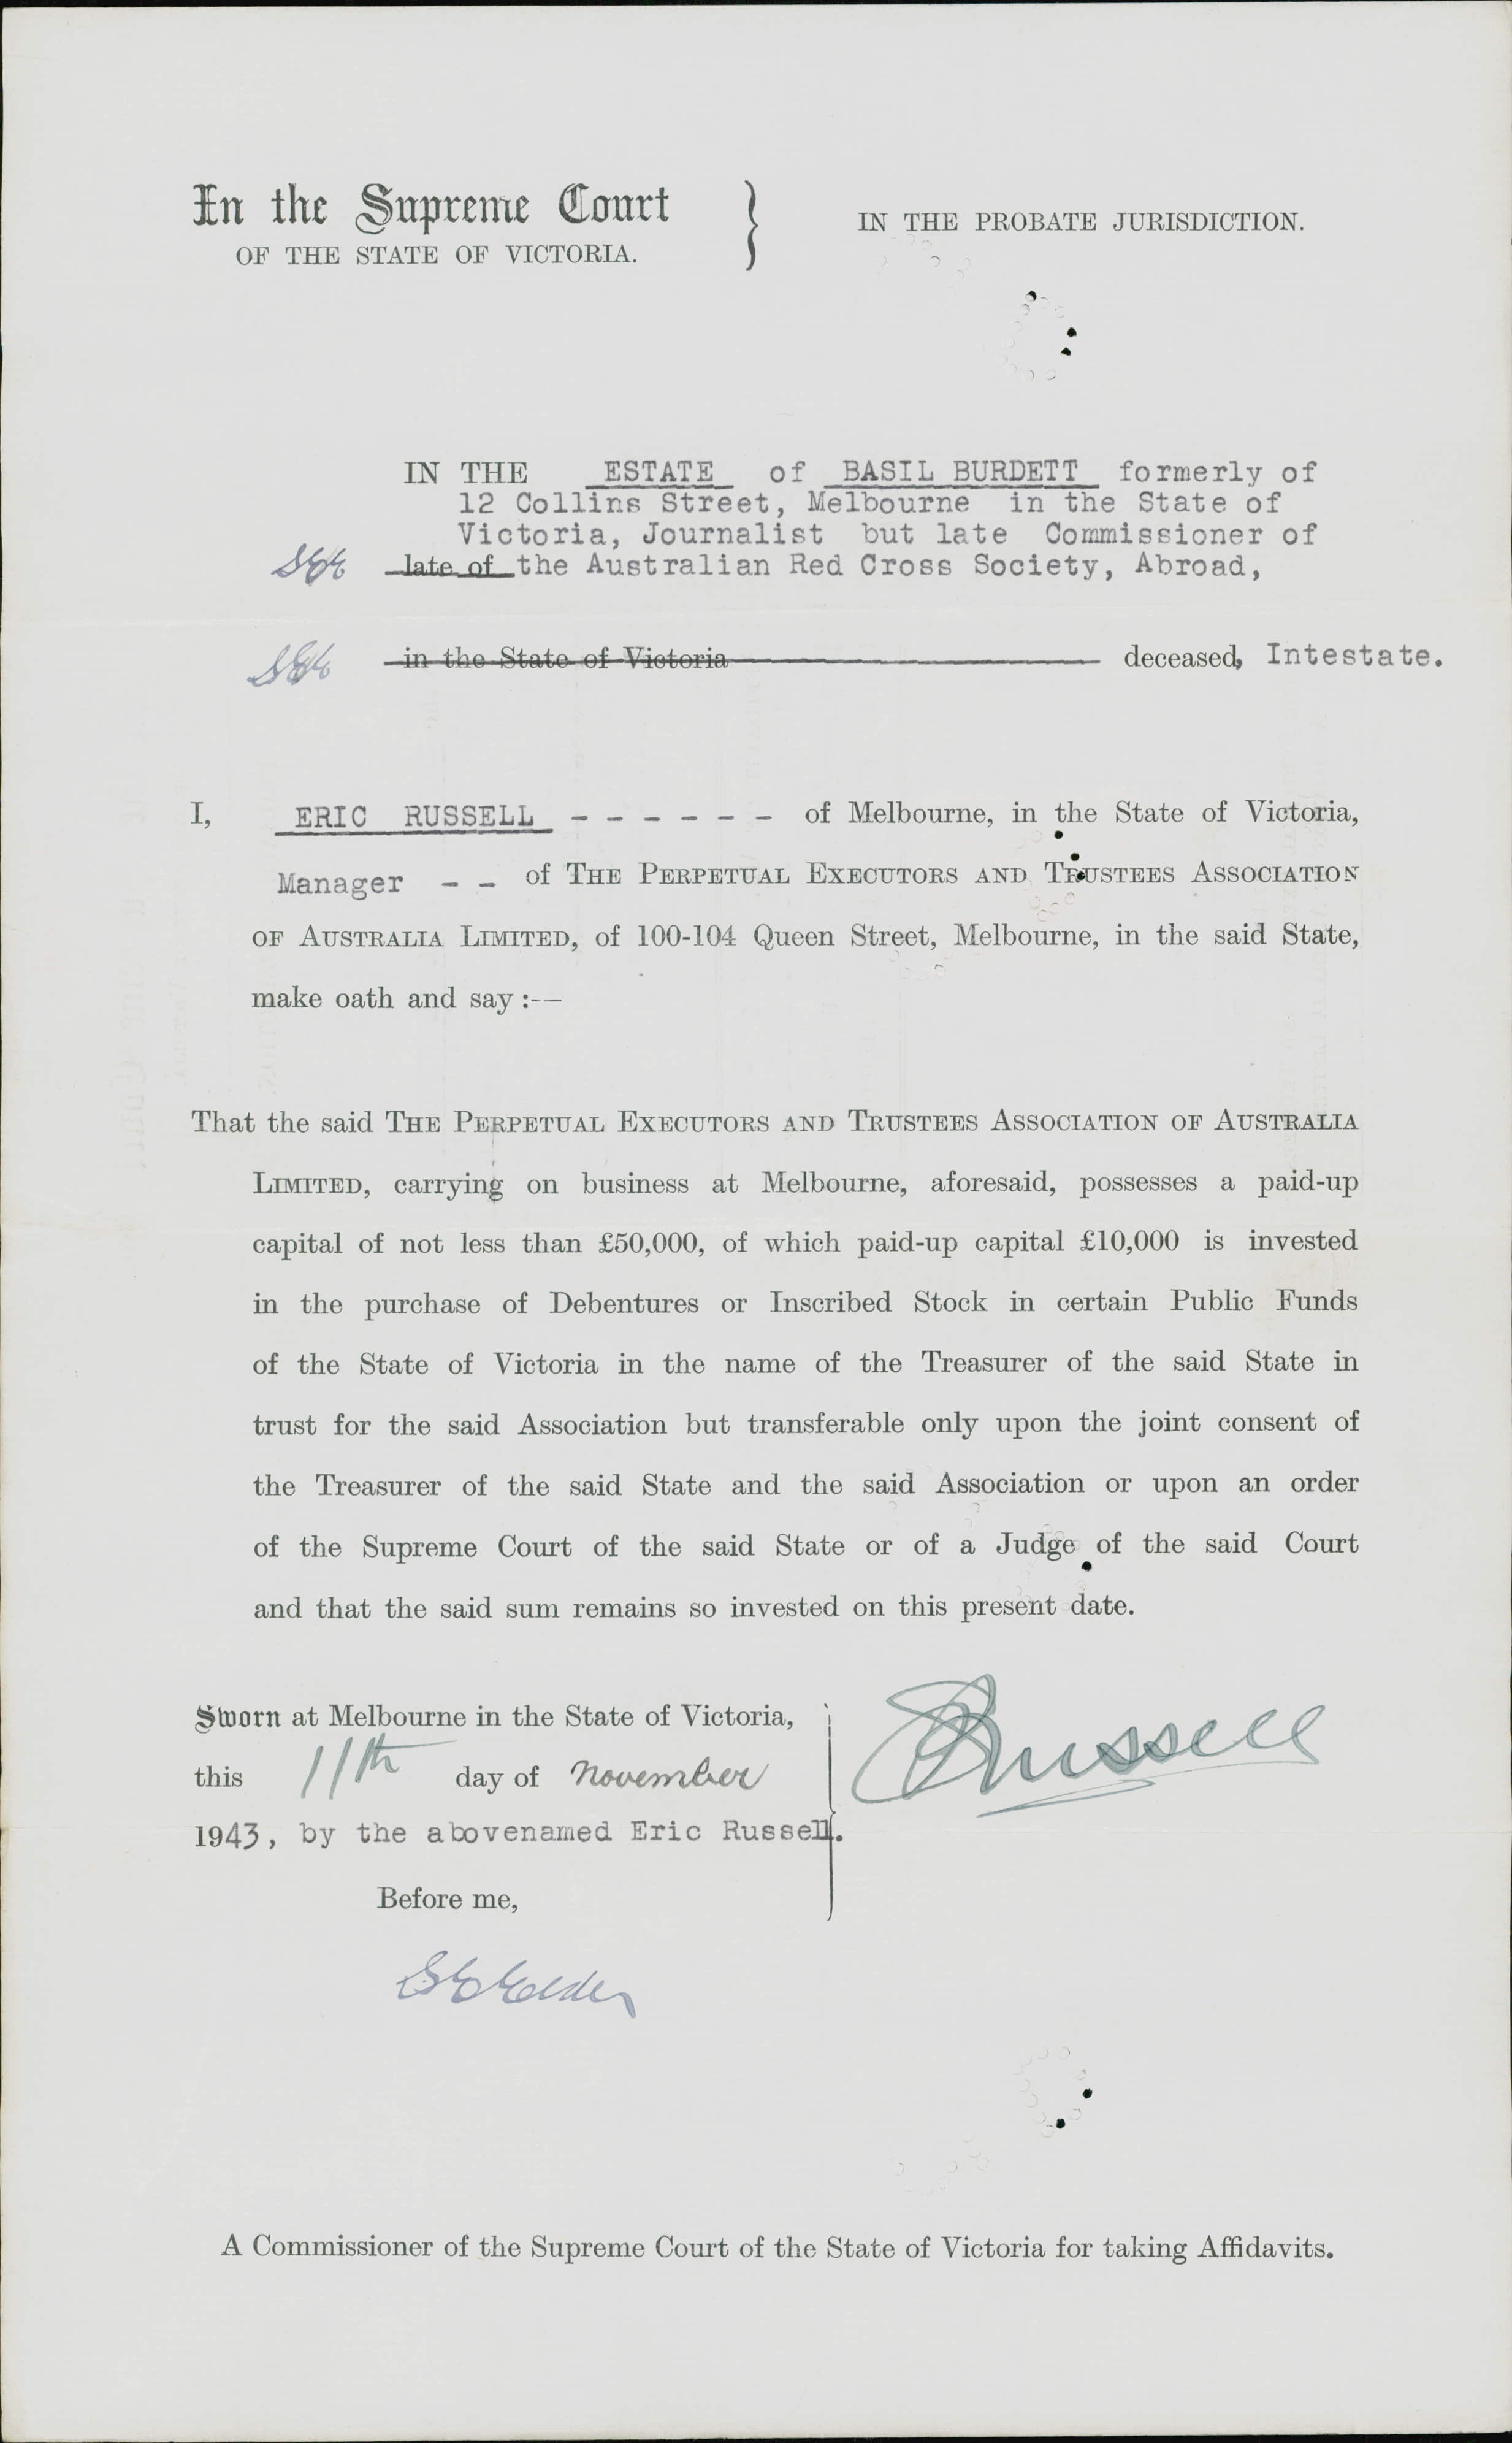 In the Supreme Court
OF THE STATE OF VICTORIA.
IN THE PROBATE JURISDICTION.
IN THE ESTATE of BASIL BURDETT formerly of
12 Collins Street, Melbourne in the State of
Victoria, Journalist but late Commissioner of
late of the Australian Red Cross Society, Abroad,
in the State of Victoria deceased, Intestate.
I, ERIC RUSSELL - - - - - - of Melbourne, in the State of Victoria,
Manager - - of THE PERPETUAL EXECUTORS AND TRUSTEES ASSOCIATION
OF AUSTRALIA LIMITED, of 100-104 Queen Street, Melbourne, in the said State,
make oath and say :—
That the said THE PERPETUAL EXECUTORS AND TRUSTEES ASSOCIATION OF AUSTRALIA
LIMITED, carrying on business at Melbourne, aforesaid, possesses a paid-up
capital of not less than £50,000, of which paid-up capital £10,000 is invested
in the purchase of Debentures or Inscribed Stock in certain Public Funds
of the State of Victoria in the name of the Treasurer of the said State in
trust for the said Association but transferable only upon the joint consent of
the Treasurer of the said State and the said Association or upon an order
of the Supreme Court of the said State or of a Judge of the said Court
and that the said sum remains so invested on this present date.
Sworn at Melbourne in the State of Victoria,
this 11th day of November
1943, by the abovenamed Eric Russell.
ERussell
Before me,
A Commissioner of the Supreme Court of the State of Victoria for taking Affidavits.